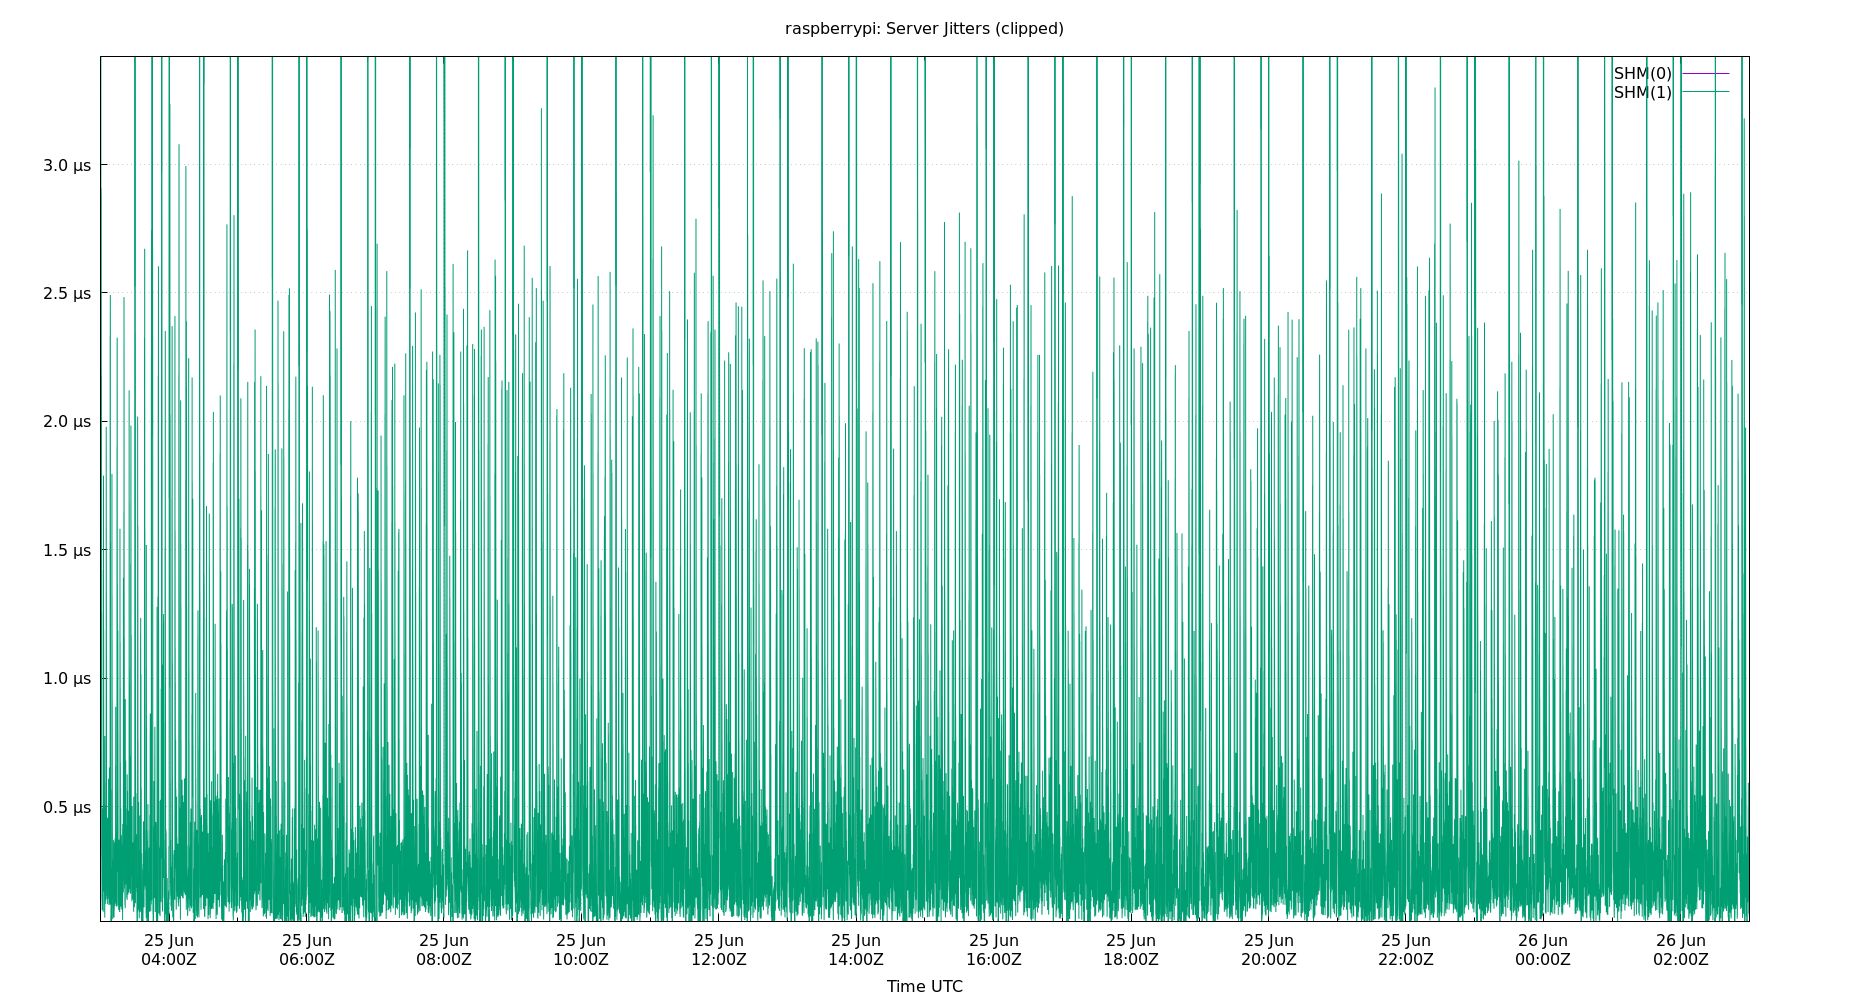 raspberrypi: Server Jitters (clipped)
SHM(0)
SHM(1)
3.0 µs
2.5 µs
2.0 µs
1.5 µs
1.0 µs
0.5 µs
25 Jun 25 Jun 25 Jun 25 Jun 25 Jun 25 Jun 25 Jun 25 Jun 25 Jun 25 Jun 26 Jun 26 Jun
04:00Z 06:00Z 08:00Z 10:00Z 12:00Z 14:00Z 16:00Z 18:00Z 20:00Z 22:00Z 00:00Z 02:00Z
Time UTC